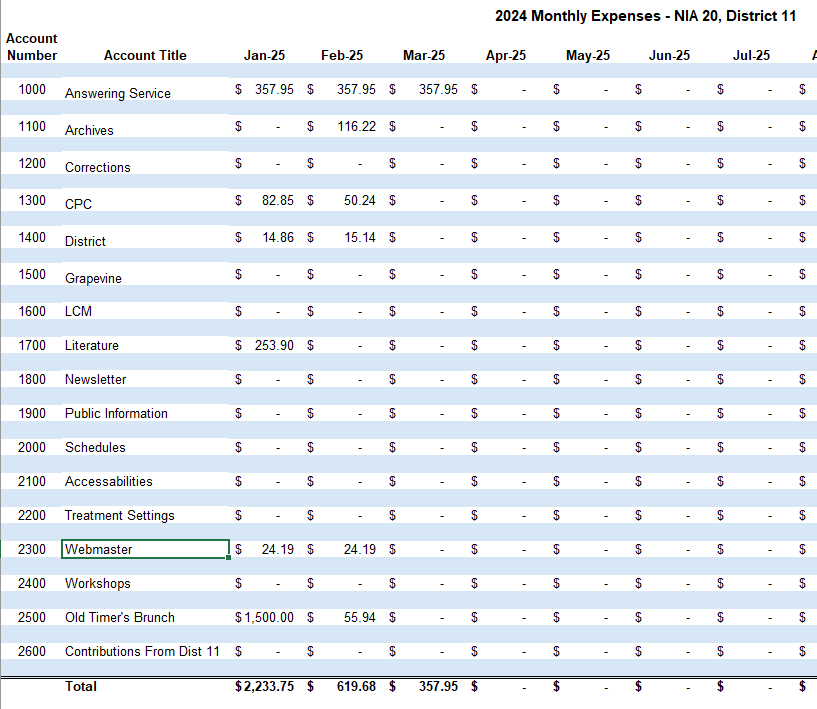 2024 Monthly Expenses - NIA 20, District 11
Account
Number Account Title Jan-25 Feb-25 Mar-25 Apr-25 May-25 Jun-25 Jul-25
1000 Answering Service $ 357.95 $ 357.95 $ 357.95 $ - $ - $ - $ - $
1100 Archives $ - $ 116.22 $ - $ - $ - $ - $ - $
1200 Corrections $ - $ - $ - $ - $ - $ - $ - $
1300 CPC $ 82.85 $ 50.24 $ - $ - $ - $ - $ - $
1400 District $ 14.86 $ 15.14 $ - $ - $ - $ - $ - $
1500 Grapevine $ - $ - $ - $ - $ - $ - $ - $
1600 LCM $ - $ - $ - $ - $ - $ - $ - $
1700 Literature $ 253.90 $ - $ - $ - $ - $ - $ - $
1800 Newsletter $ - $ - $ - $ - $ - $ - $ - $
1900 Public Information $ - $ - $ - $ - $ - $ - $ - $
2000 Schedules $ - $ - $ - $ - $ - $ - $ - $
2100 Accessabilities $ - $ - $ - $ - $ - $ - $ - $
2200 Treatment Settings $ - $ - $ - $ - $ - $ - $ - $
2300 Webmaster $ 24.19 $ 24.19 $ - $ - $ - $ - $ - $
2400 Workshops $ - $ - $ - $ - $ - $ - $ - $
2500 Old Timer's Brunch $1,500.00 $ 55.94 $ - $ - $ - $ - $ - $
2600 Contributions From Dist 11 $ - $ - $ - $ - $ - $ - $ - $
Total $2,233.75 $ 619.68 $ 357.95 $ - $ - $ - $ - $